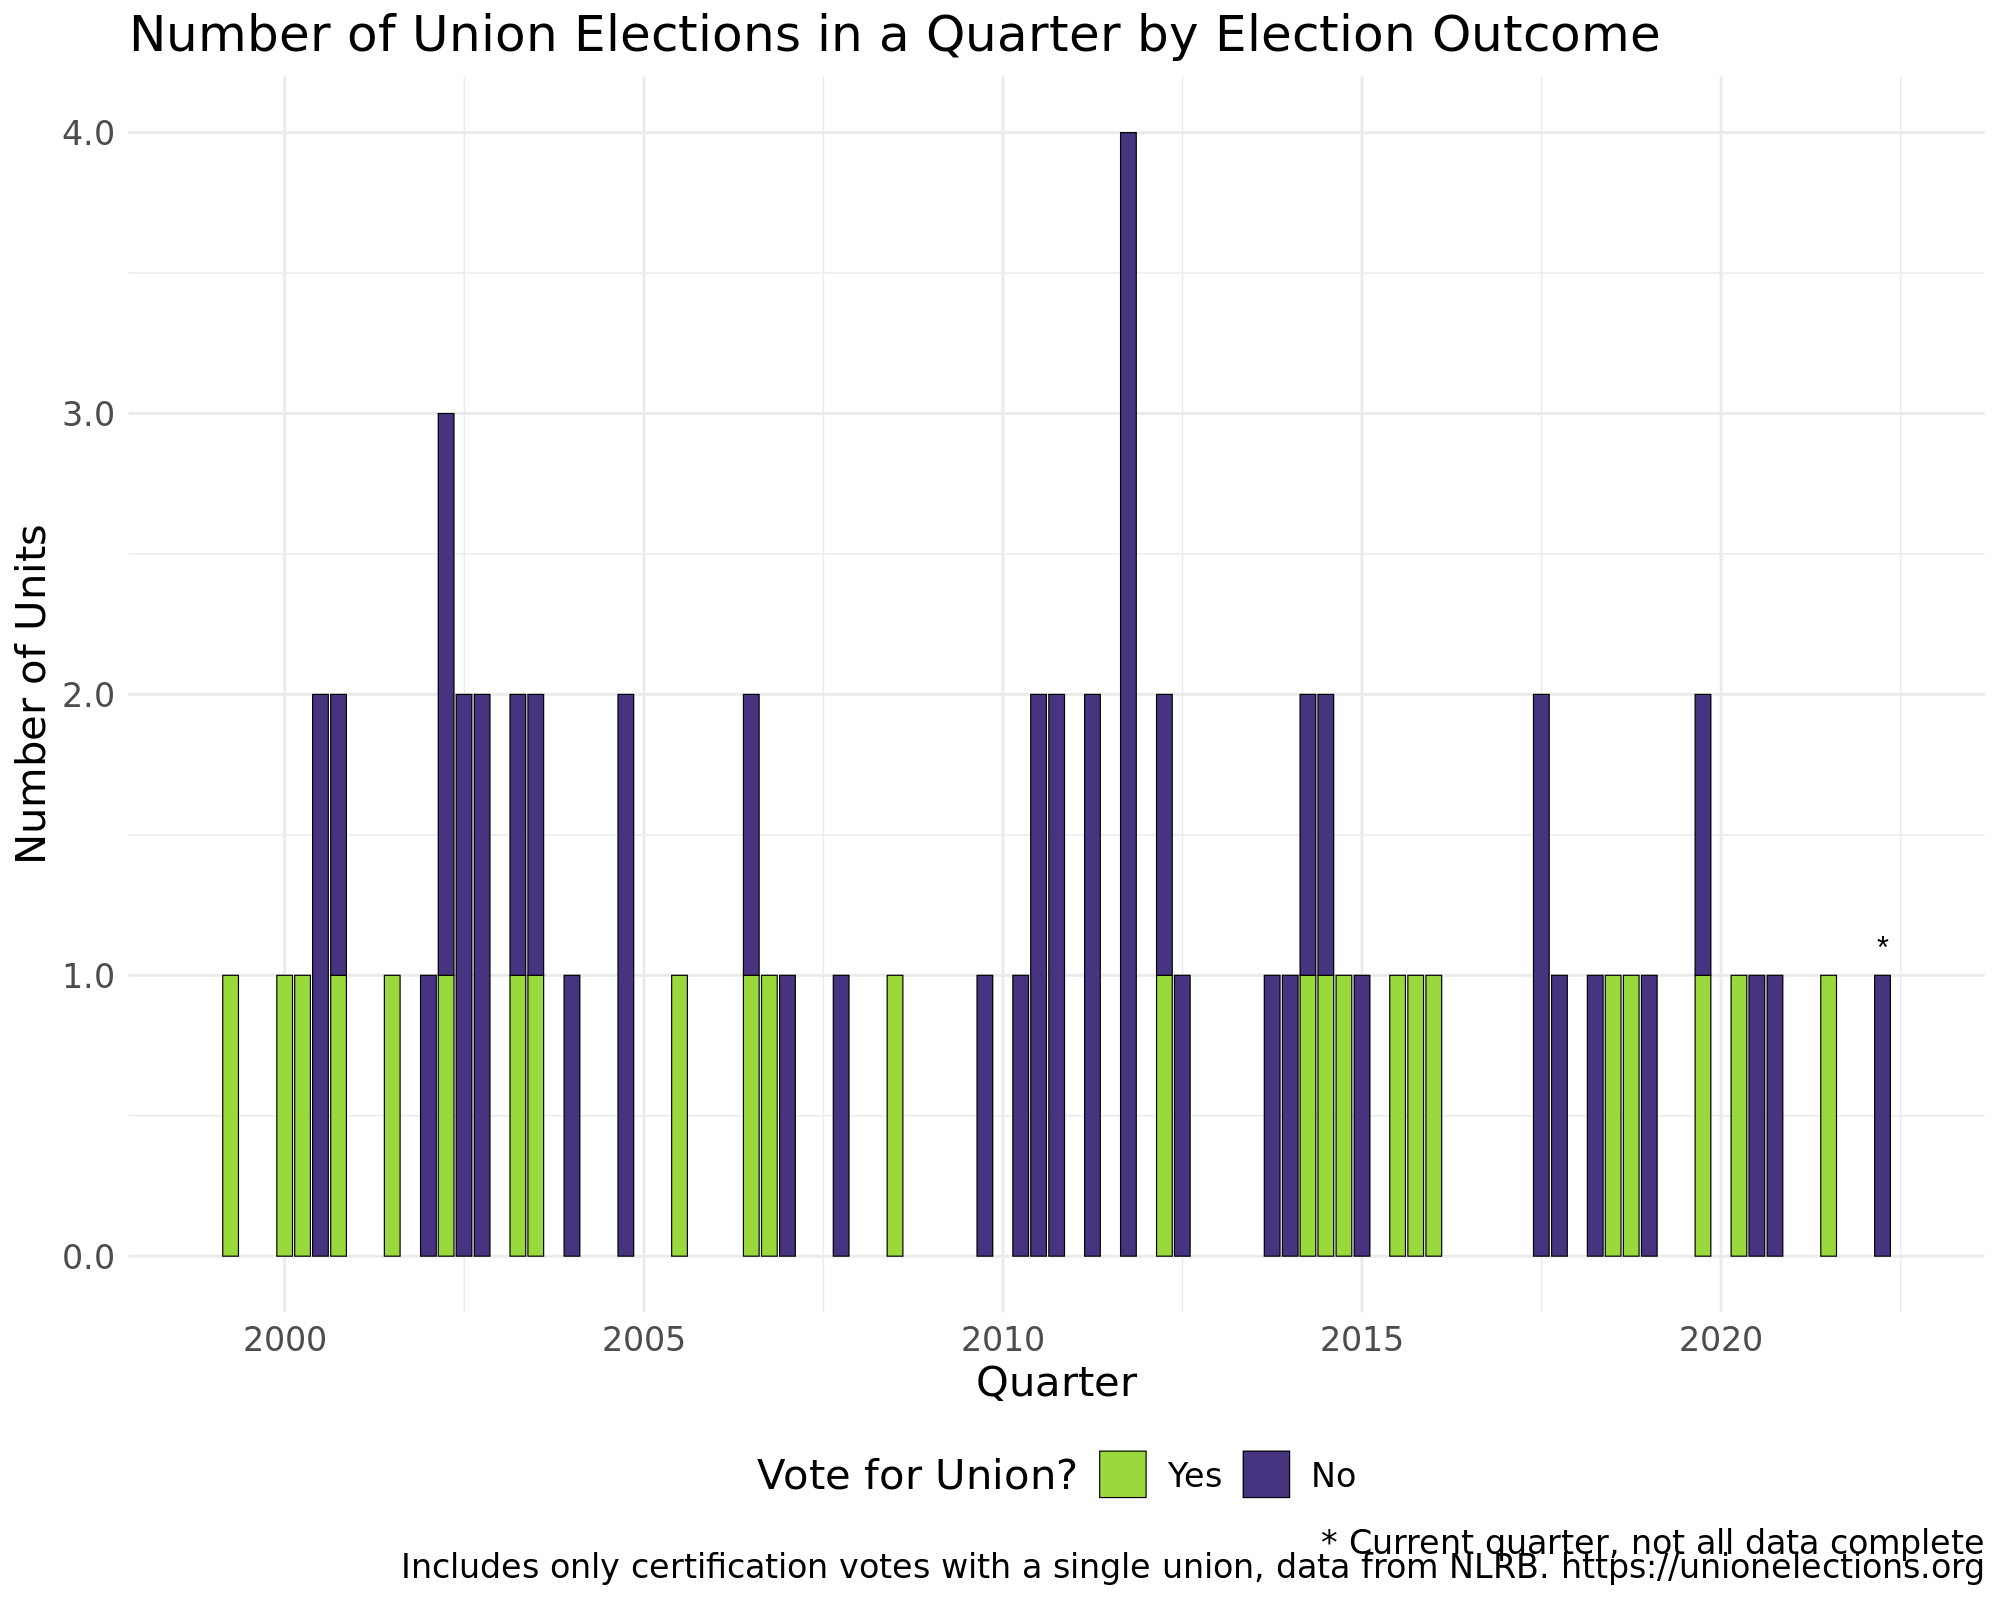 Number of Union Elections in a Quarter by Election Outcome
4.0
3.0
2.0
1.0
0.0
Number of Units
*
2000 2005 2010 2015 2020
Quarter
Vote for Union? Yes No
* Current quarter, not all data complete
Includes only certification votes with a single union, data from NLRB. https://unionelections.org